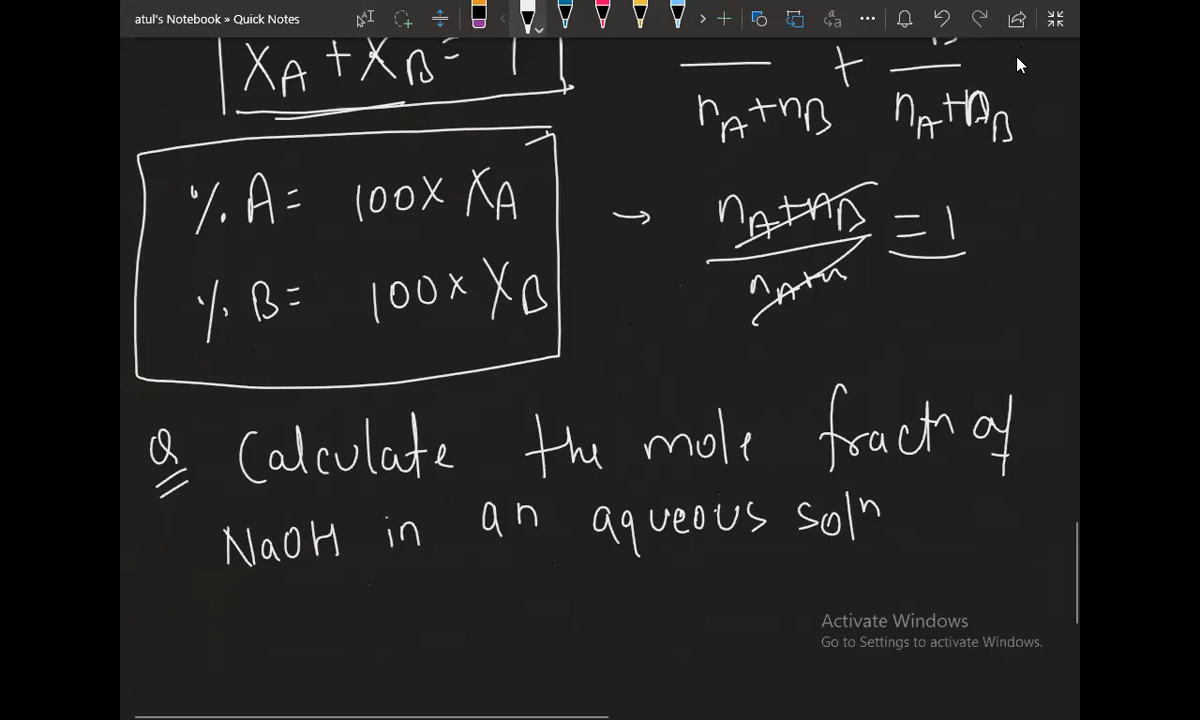 atul's Notebook » Quick Notes
XA + XB = 1
+
nA+nB nA+nB
% A = 100 x XA
→ nA+nB = 1
nA+n
% B = 100 x XB
Q Calculate the mole fractn of
NaOH in an aqueous soln
Activate Windows
Go to Settings to activate Windows.